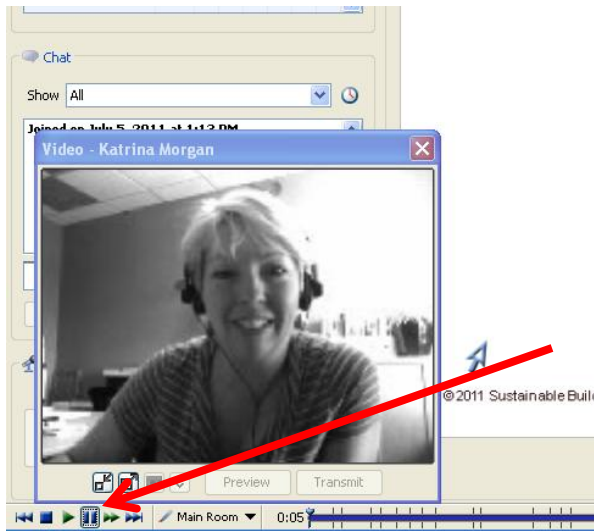 Chat
Show All
Joined on July 5, 2011 at 1:13 PM
Video - Katrina Morgan
© 2011 Sustainable Buil
Preview Transmit
Main Room 0:05